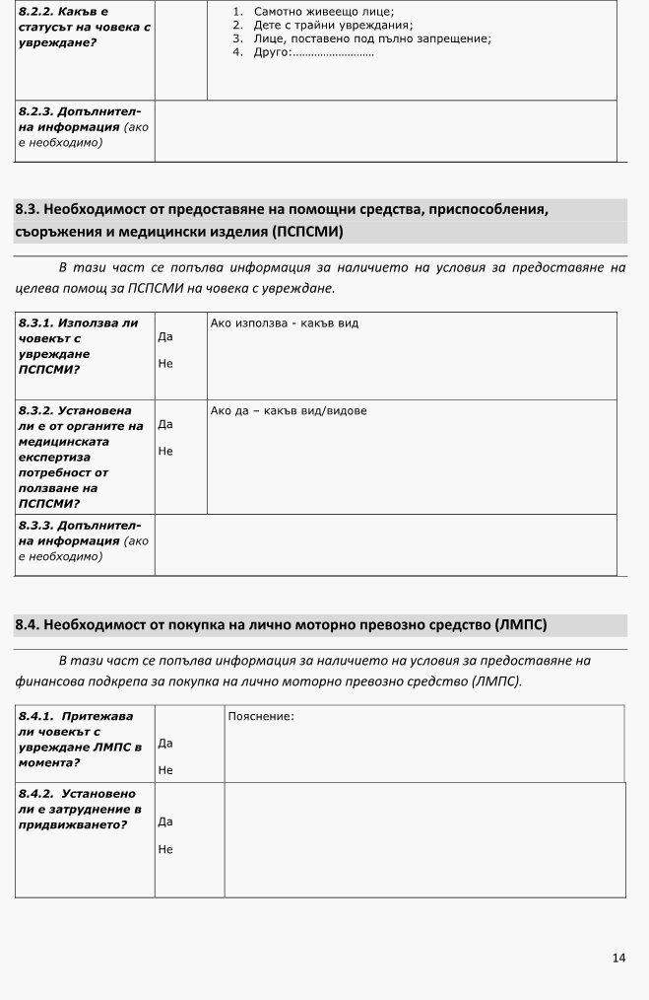 8.2.2. Какъв е
статусът на човека с
увреждане?
1. Самотно живеещо лице;
2. Дете с трайни увреждания;
3. Лице, поставено под пълно запрещение;
4. Друго:..............................
8.2.3. Допълнител-
на информация (ако
е необходимо)
8.3. Необходимост от предоставяне на помощни средства, приспособления,
съоръжения и медицински изделия (ПСПСМИ)
В тази част се попълва информация за наличието на условия за предоставяне на
целева помощ за ПСПСМИ на човека с увреждане.
8.3.1. Използва ли
човекът с
увреждане
ПСПСМИ?
Да
Не
Ако използва - какъв вид
8.3.2. Установена
ли е от органите на
медицинската
експертиза
потребност от
ползване на
ПСПСМИ?
Да
Не
Ако да – какъв вид/видове
8.3.3. Допълнител-
на информация (ако
е необходимо)
8.4. Необходимост от покупка на лично моторно превозно средство (ЛМПС)
В тази част се попълва информация за наличието на условия за предоставяне на
финансова подкрепа за покупка на лично моторно превозно средство (ЛМПС).
8.4.1. Притежава
ли човекът с
увреждане ЛМПС в
момента?
Да
Не
Пояснение:
8.4.2. Установено
ли е затруднение в
придвижването?
Да
Не
14